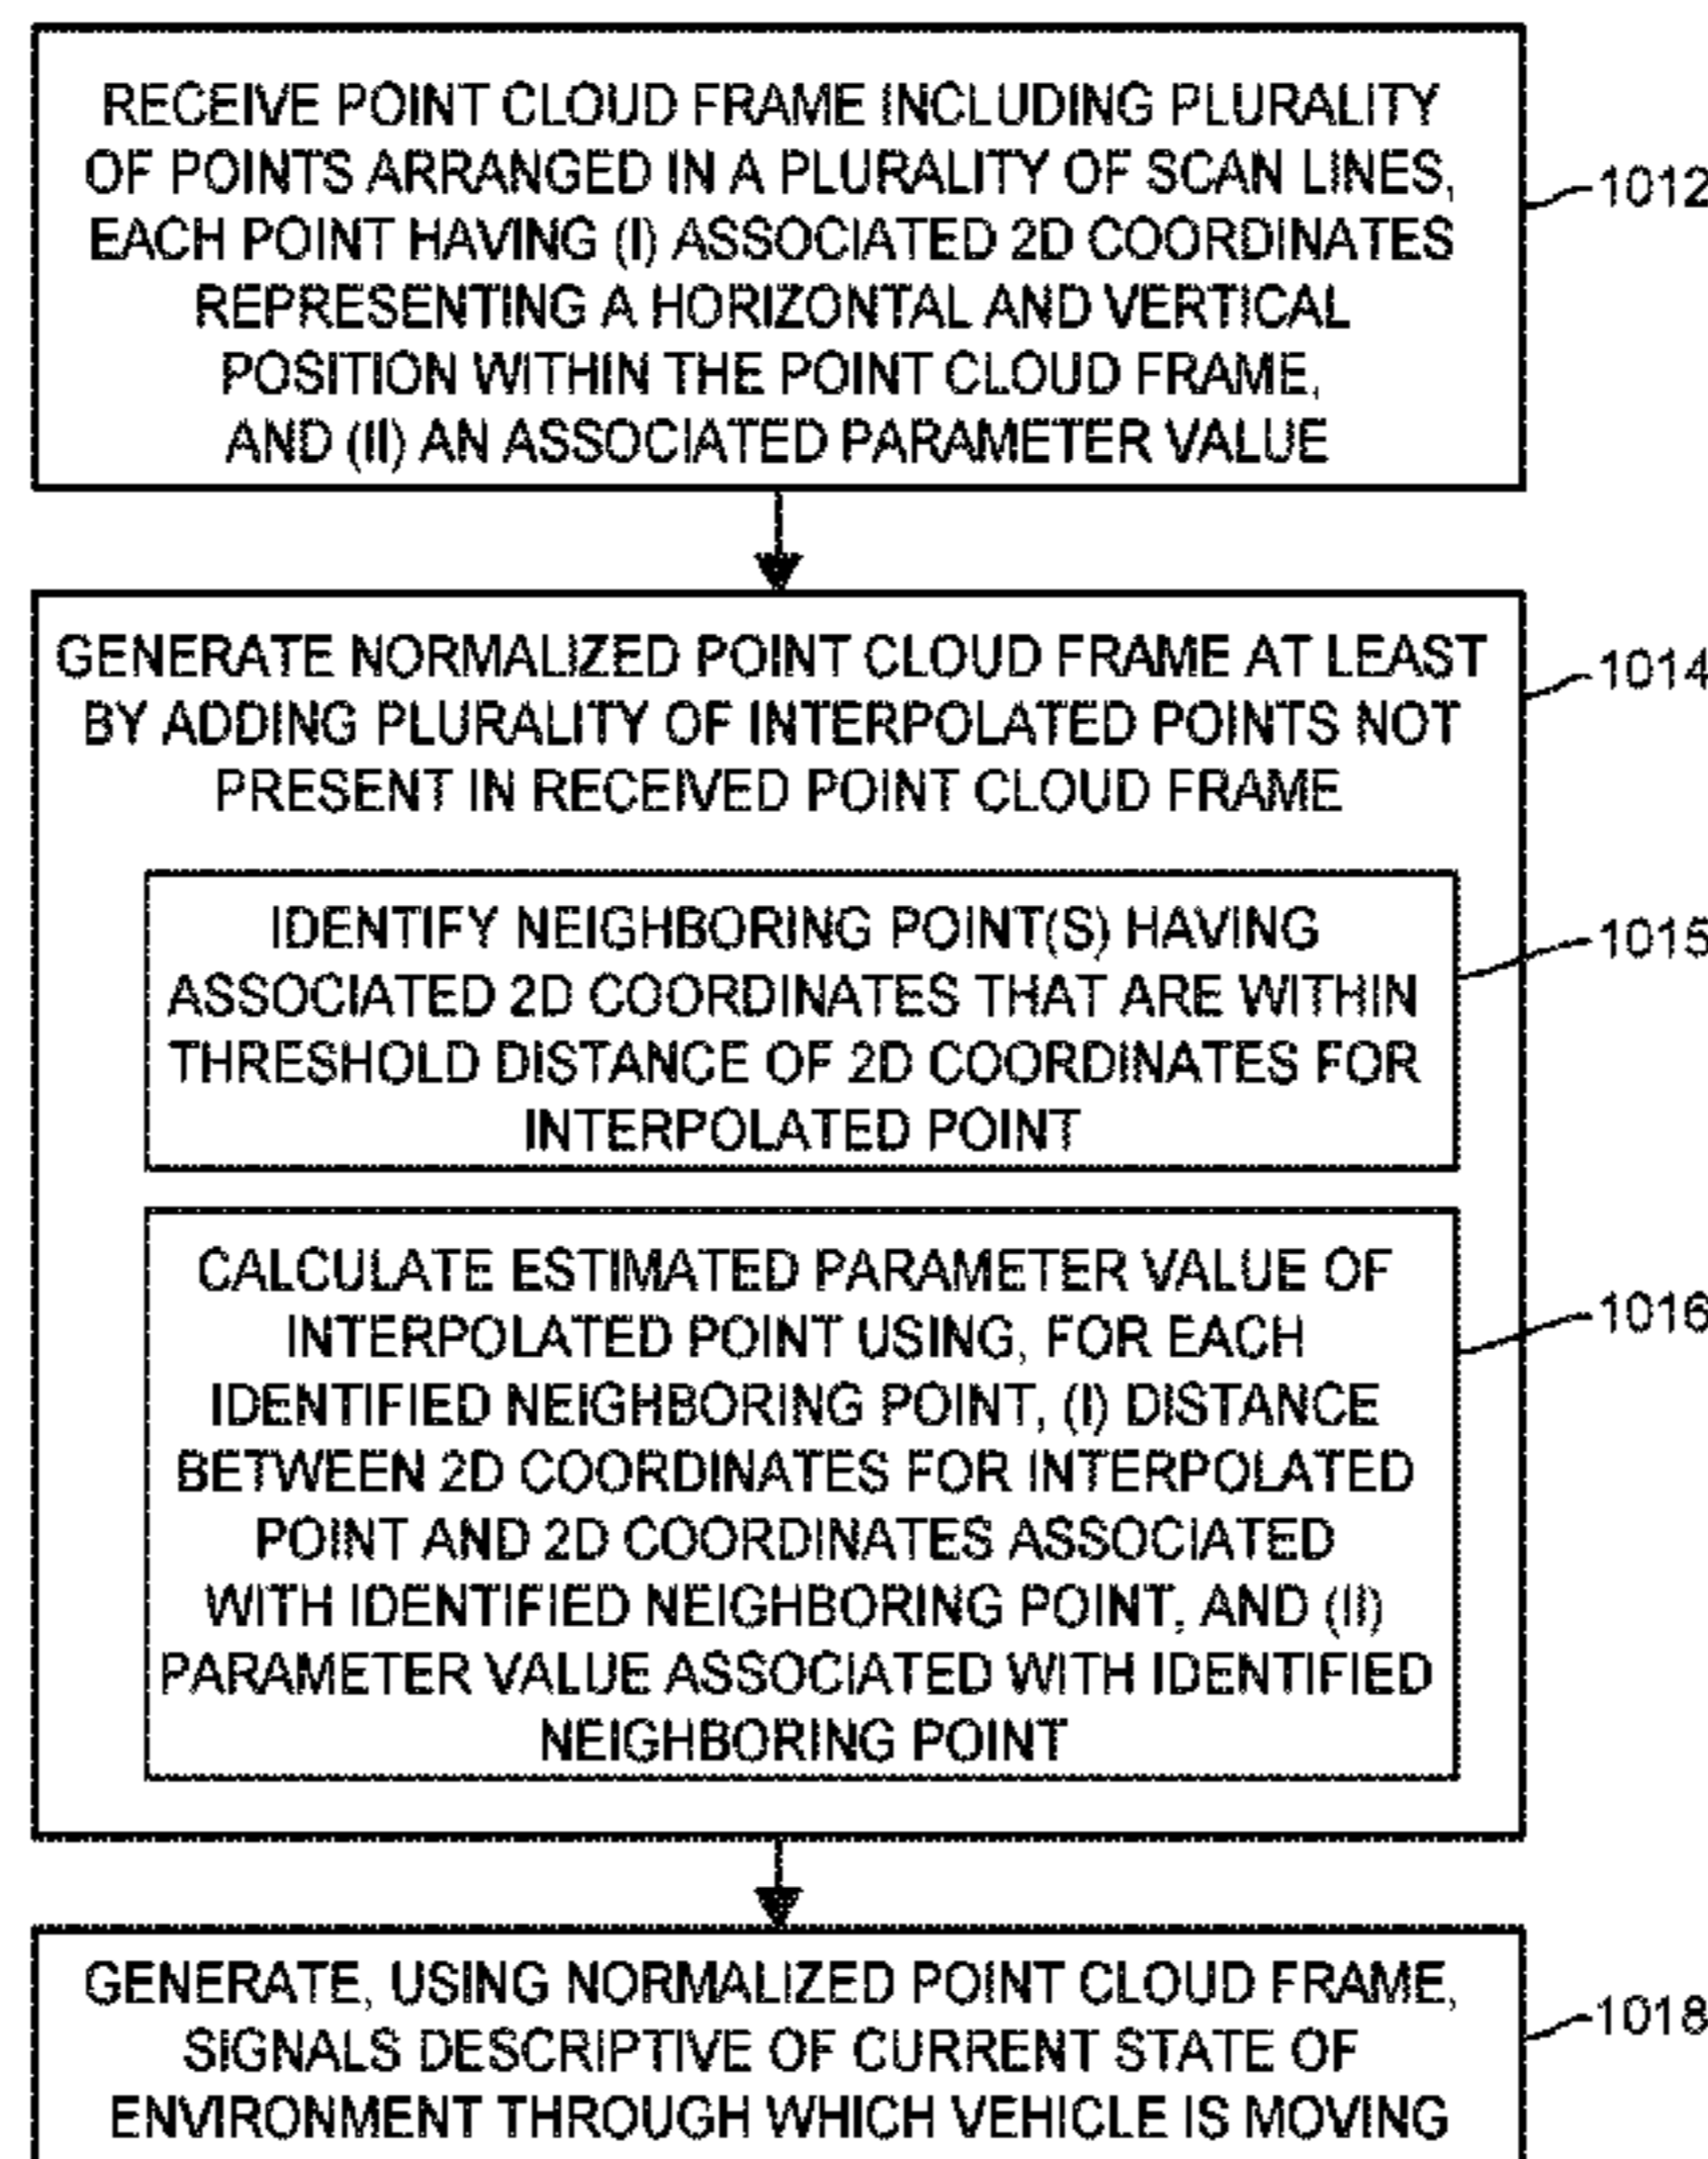 RECEIVE POINT CLOUD FRAME INCLUDING PLURALITY
OF POINTS ARRANGED IN A PLURALITY OF SCAN LINES,
EACH POINT HAVING (I) ASSOCIATED 2D COORDINATES
REPRESENTING A HORIZONTAL AND VERTICAL
POSITION WITHIN THE POINT CLOUD FRAME,
AND (II) AN ASSOCIATED PARAMETER VALUE
1012
GENERATE NORMALIZED POINT CLOUD FRAME AT LEAST
BY ADDING PLURALITY OF INTERPOLATED POINTS NOT
PRESENT IN RECEIVED POINT CLOUD FRAME
1014
IDENTIFY NEIGHBORING POINT(S) HAVING
ASSOCIATED 2D COORDINATES THAT ARE WITHIN
THRESHOLD DISTANCE OF 2D COORDINATES FOR
INTERPOLATED POINT
1015
CALCULATE ESTIMATED PARAMETER VALUE OF
INTERPOLATED POINT USING, FOR EACH
IDENTIFIED NEIGHBORING POINT, (I) DISTANCE
BETWEEN 2D COORDINATES FOR INTERPOLATED
POINT AND 2D COORDINATES ASSOCIATED
WITH IDENTIFIED NEIGHBORING POINT, AND (II)
PARAMETER VALUE ASSOCIATED WITH IDENTIFIED
NEIGHBORING POINT
1016
GENERATE, USING NORMALIZED POINT CLOUD FRAME,
SIGNALS DESCRIPTIVE OF CURRENT STATE OF
ENVIRONMENT THROUGH WHICH VEHICLE IS MOVING
1018